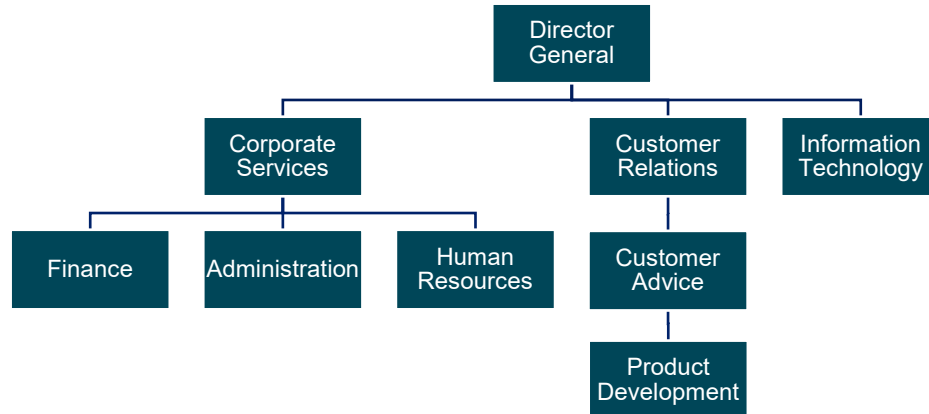 Director
General
Corporate
Services
Customer
Relations
Information
Technology
Finance
Administration
Human
Resources
Customer
Advice
Product
Development